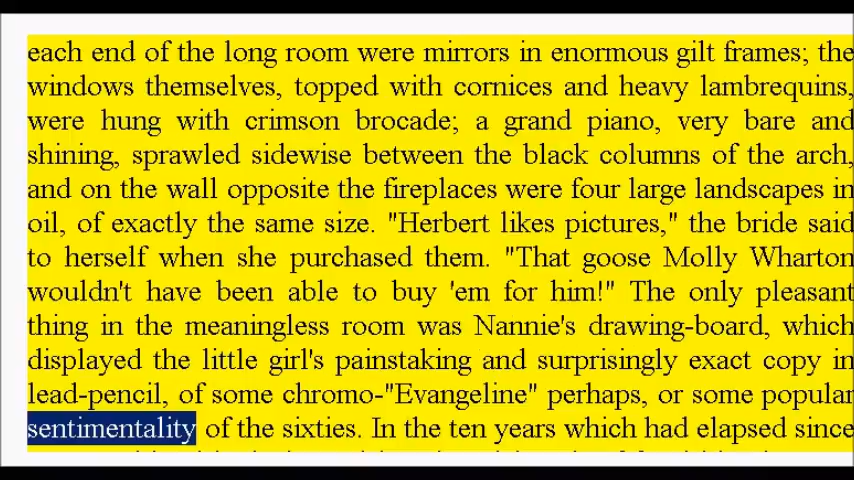 each end of the long room were mirrors in enormous gilt frames; the
windows themselves, topped with cornices and heavy lambrequins,
were hung with crimson brocade; a grand piano, very bare and
shining, sprawled sidewise between the black columns of the arch,
and on the wall opposite the fireplaces were four large landscapes in
oil, of exactly the same size. "Herbert likes pictures," the bride said
to herself when she purchased them. "That goose Molly Wharton
wouldn't have been able to buy 'em for him!" The only pleasant
thing in the meaningless room was Nannie's drawing-board, which
displayed the little girl's painstaking and surprisingly exact copy in
lead-pencil, of some chromo-"Evangeline" perhaps, or some popular
sentimentality of the sixties. In the ten years which had elapsed since